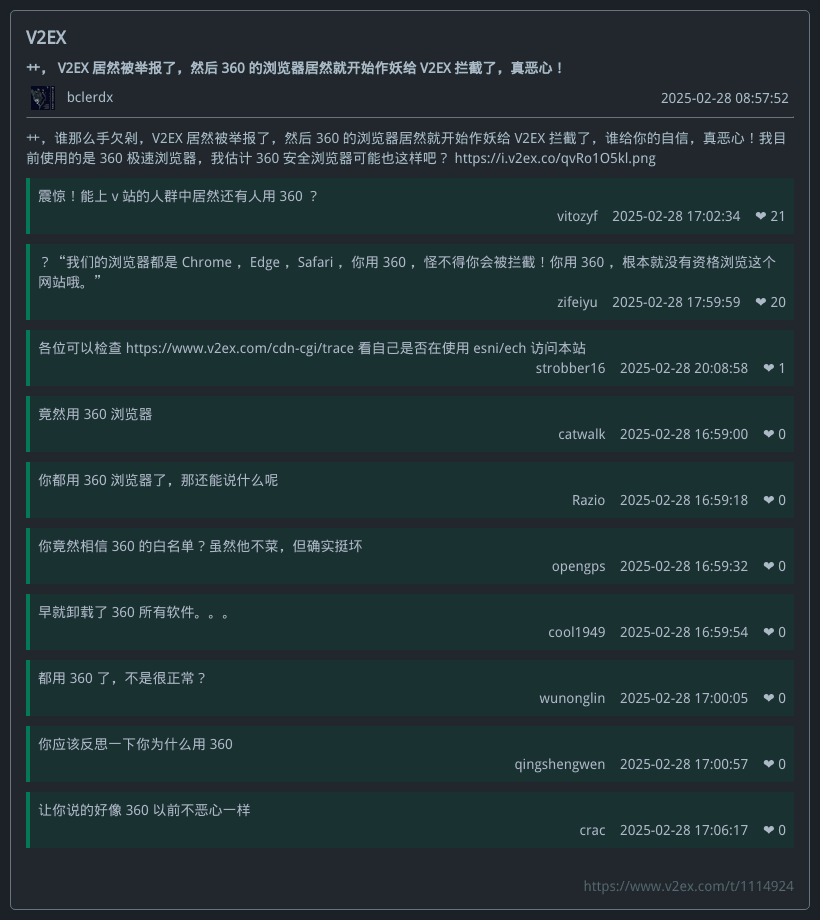 V2EX
艹， V2EX 居然被举报了，然后 360 的浏览器居然就开始作妖给 V2EX 拦截了，真恶心！
bclerdx
2025-02-28 08:57:52
艹，谁那么手欠剁，V2EX 居然被举报了，然后 360 的浏览器居然就开始作妖给 V2EX 拦截了，谁给你的自信，真恶心！我目
前使用的是 360 极速浏览器，我估计 360 安全浏览器可能也这样吧？ https://i.v2ex.co/qvRo1O5kl.png
震惊！能上 v 站的人群中居然还有人用 360 ？
vitozyf 2025-02-28 17:02:34 ❤ 21
？“我们的浏览器都是 Chrome ，Edge ，Safari ，你用 360 ，怪不得你会被拦截！你用 360 ，根本就没有资格浏览这个
网站哦。”
zifeiyu 2025-02-28 17:59:59 ❤ 20
各位可以检查 https://www.v2ex.com/cdn-cgi/trace 看自己是否在使用 esni/ech 访问本站
strobber16 2025-02-28 20:08:58 ❤ 1
竟然用 360 浏览器
catwalk 2025-02-28 16:59:00 ❤ 0
你都用 360 浏览器了，那还能说什么呢
Razio 2025-02-28 16:59:18 ❤ 0
你竟然相信 360 的白名单？虽然他不菜，但确实挺坏
opengps 2025-02-28 16:59:32 ❤ 0
早就卸载了 360 所有软件。。。
cool1949 2025-02-28 16:59:54 ❤ 0
都用 360 了，不是很正常？
wunonglin 2025-02-28 17:00:05 ❤ 0
你应该反思一下你为什么用 360
qingshengwen 2025-02-28 17:00:57 ❤ 0
让你说的好像 360 以前不恶心一样
crac 2025-02-28 17:06:17 ❤ 0
https://www.v2ex.com/t/1114924